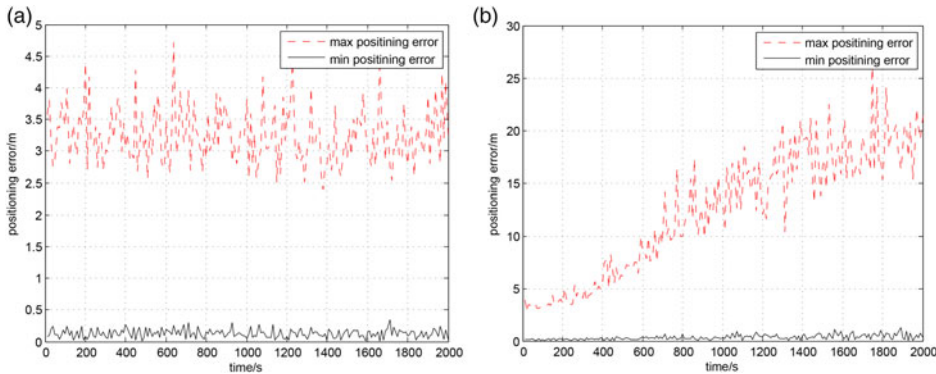 (a)
5
4.5
4
3.5
3
2.5
2
1.5
1
0.5
0
positioning error/m
max positining error
min positining error
0 200 400 600 800 1000 1200 1400 1600 1800 2000
time/s
(b)
30
25
20
15
10
5
0
positioning error/m
max positining error
min positining error
0 200 400 600 800 1000 1200 1400 1600 1800 2000
time/s